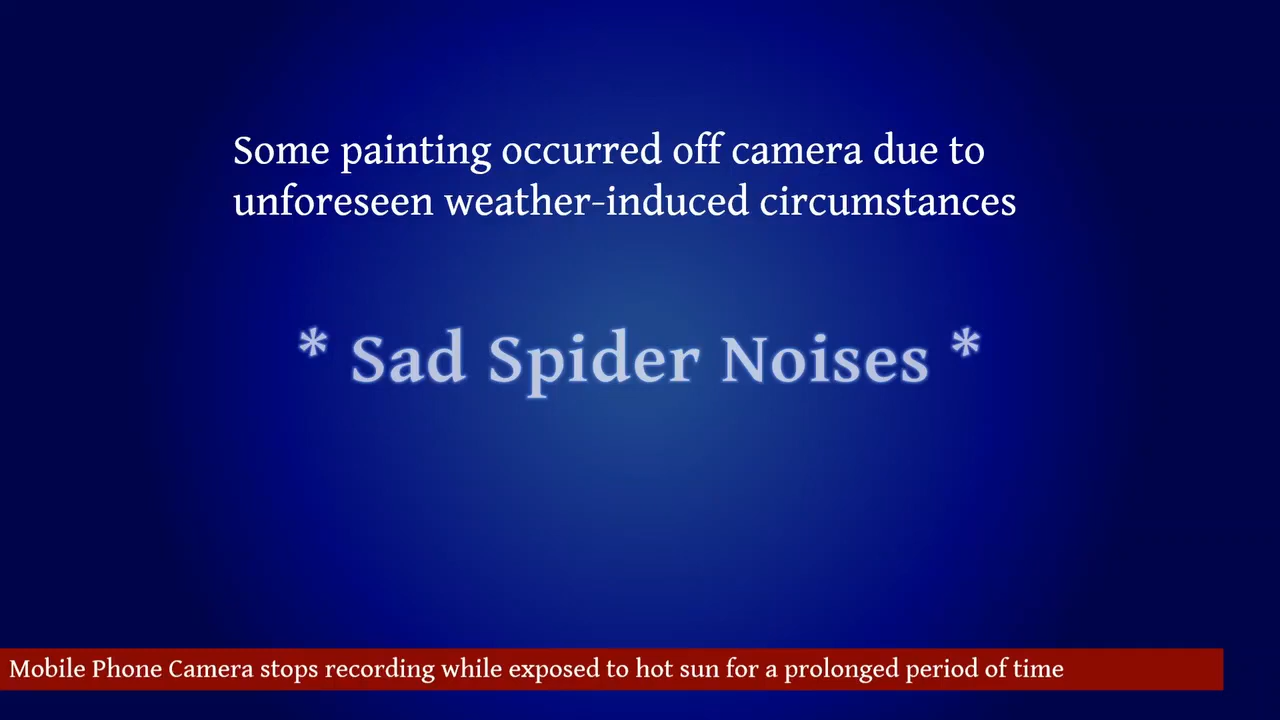 Some painting occurred off camera due to
unforeseen weather-induced circumstances
* Sad Spider Noises *
Mobile Phone Camera stops recording while exposed to hot sun for a prolonged period of time